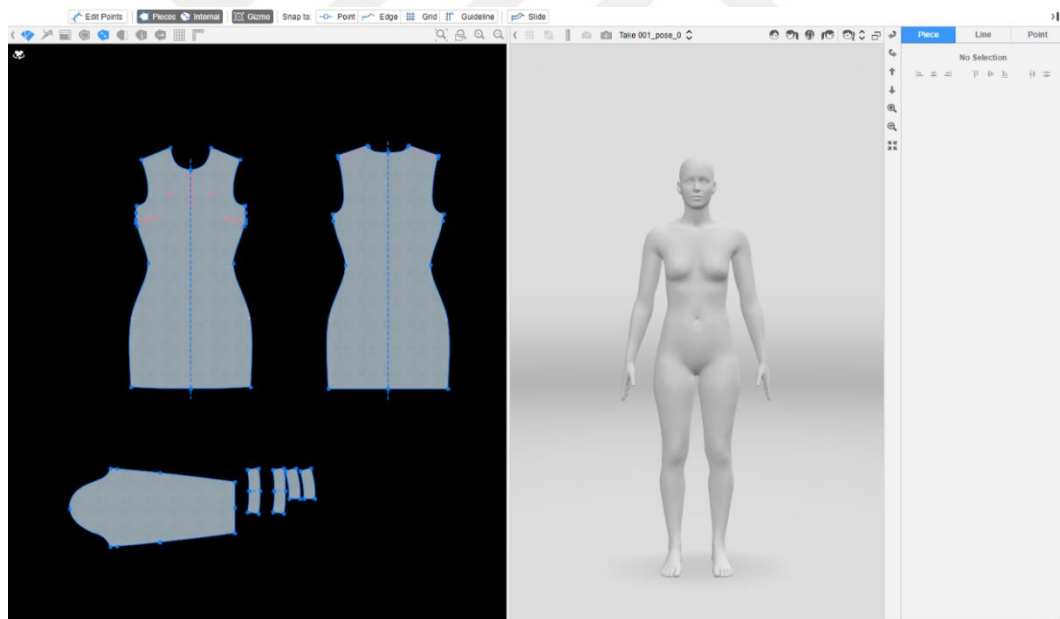 Edit Points Pieces Internal Gizmo Snap to: Point Edge Grid Guideline Slide
Take 001_pose_0 Piece Line Point
No Selection